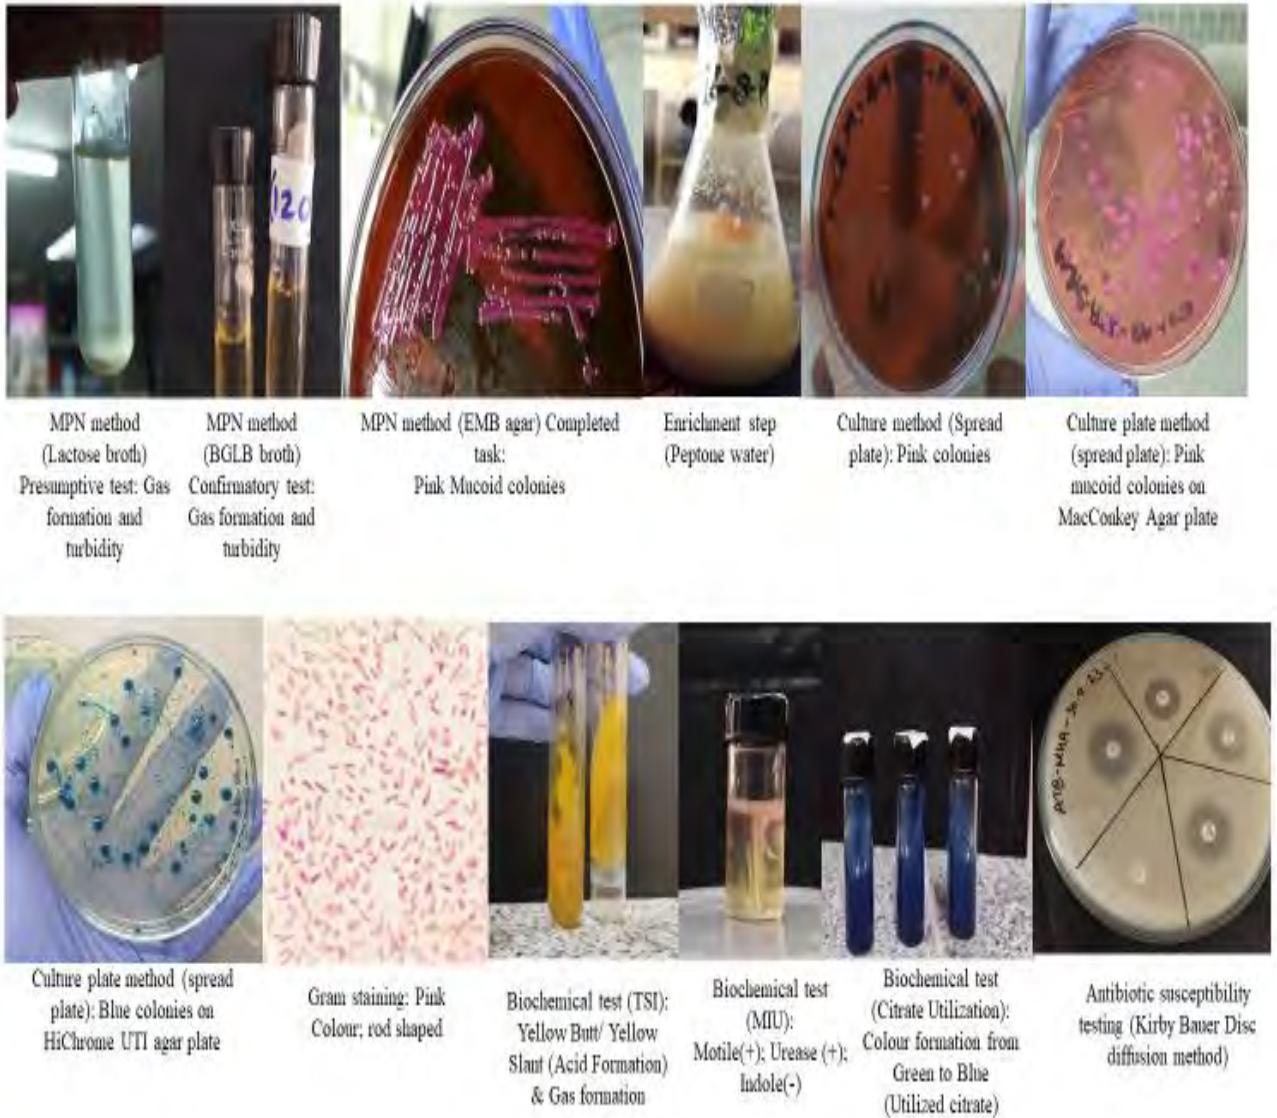 120
MPN method
(Lactose broth)
Presumptive test: Gas
formation and
turbidity
MPN method
(BGLB broth)
Confirmatory test:
Gas formation and
turbidity
MPN method (EMB agar) Completed
task:
Pink Mucoid colonies
Enrichment step
(Peptone water)
Culture method (Spread
plate): Pink colonies
Culture plate method
(spread plate): Pink
mucoid colonies on
MacConkey Agar plate
Culture plate method (spread
plate): Blue colonies on
HiChrome UTI agar plate
Gram staining: Pink
Colour; rod shaped
Biochemical test (TSI):
Yellow Butt/ Yellow
Slant (Acid Formation)
& Gas formation
Biochemical test
(MIU):
Motile(+); Urease (+);
Indole(-)
Biochemical test
(Citrate Utilization):
Colour formation from
Green to Blue
(Utilized citrate)
Antibiotic susceptibility
testing (Kirby Bauer Disc
diffusion method)